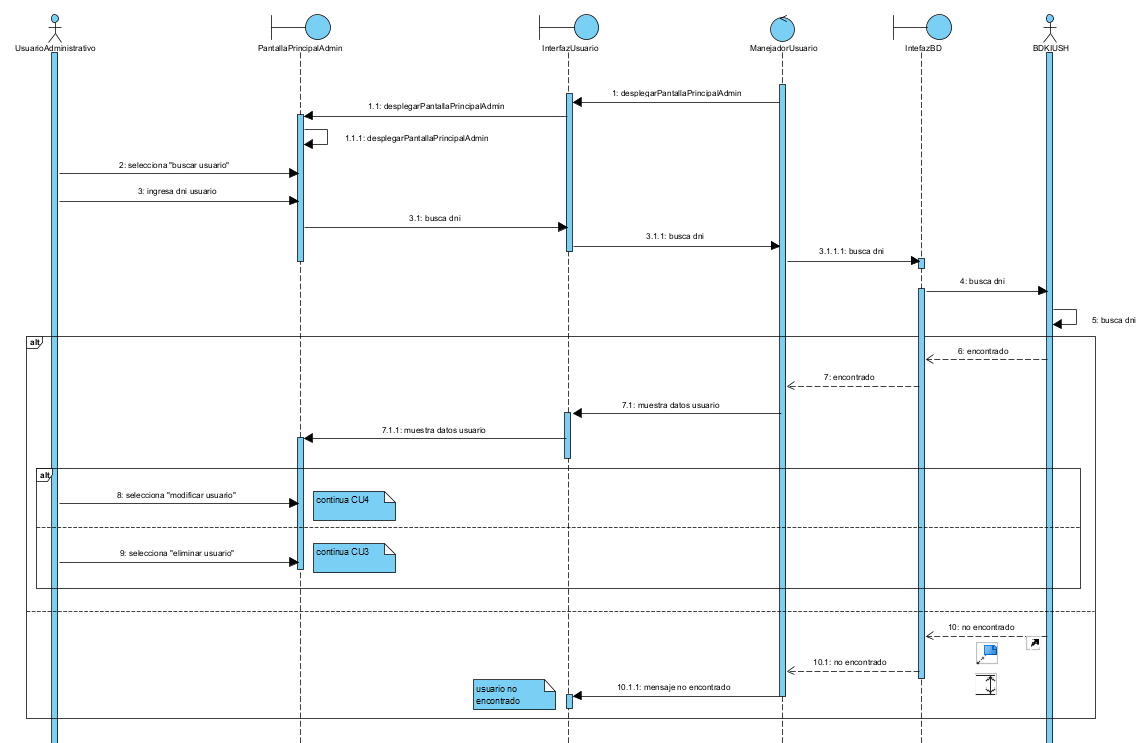 UsuarioAdministrativo
PantallaPrincipalAdmin
InterfazUsuario
ManejadorUsuario
IntefazBD
BDKIUSH
1: desplegarPantallaPrincipalAdmin
1.1: desplegarPantallaPrincipalAdmin
1.1.1: desplegarPantallaPrincipalAdmin
2: selecciona "buscar usuario"
3: ingresa dni usuario
3.1: busca dni
3.1.1: busca dni
3.1.1.1: busca dni
4: busca dni
5: busca dni
alt
6: encontrado
7: encontrado
7.1: muestra datos usuario
7.1.1: muestra datos usuario
alt
8: selecciona "modificar usuario"
continua CU4
9: selecciona "eliminar usuario"
continua CU3
10: no encontrado
10.1: no encontrado
10.1.1: mensaje no encontrado
usuario no
encontrado